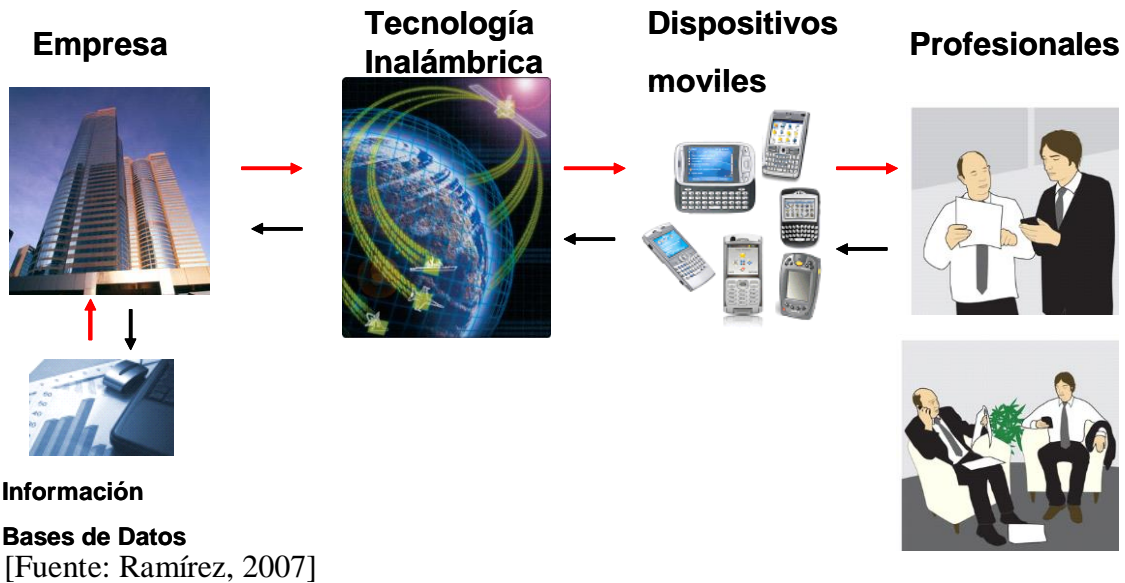 Empresa
Tecnología
Inalámbrica
Dispositivos
moviles
Profesionales
Información
Bases de Datos
[Fuente: Ramírez, 2007]